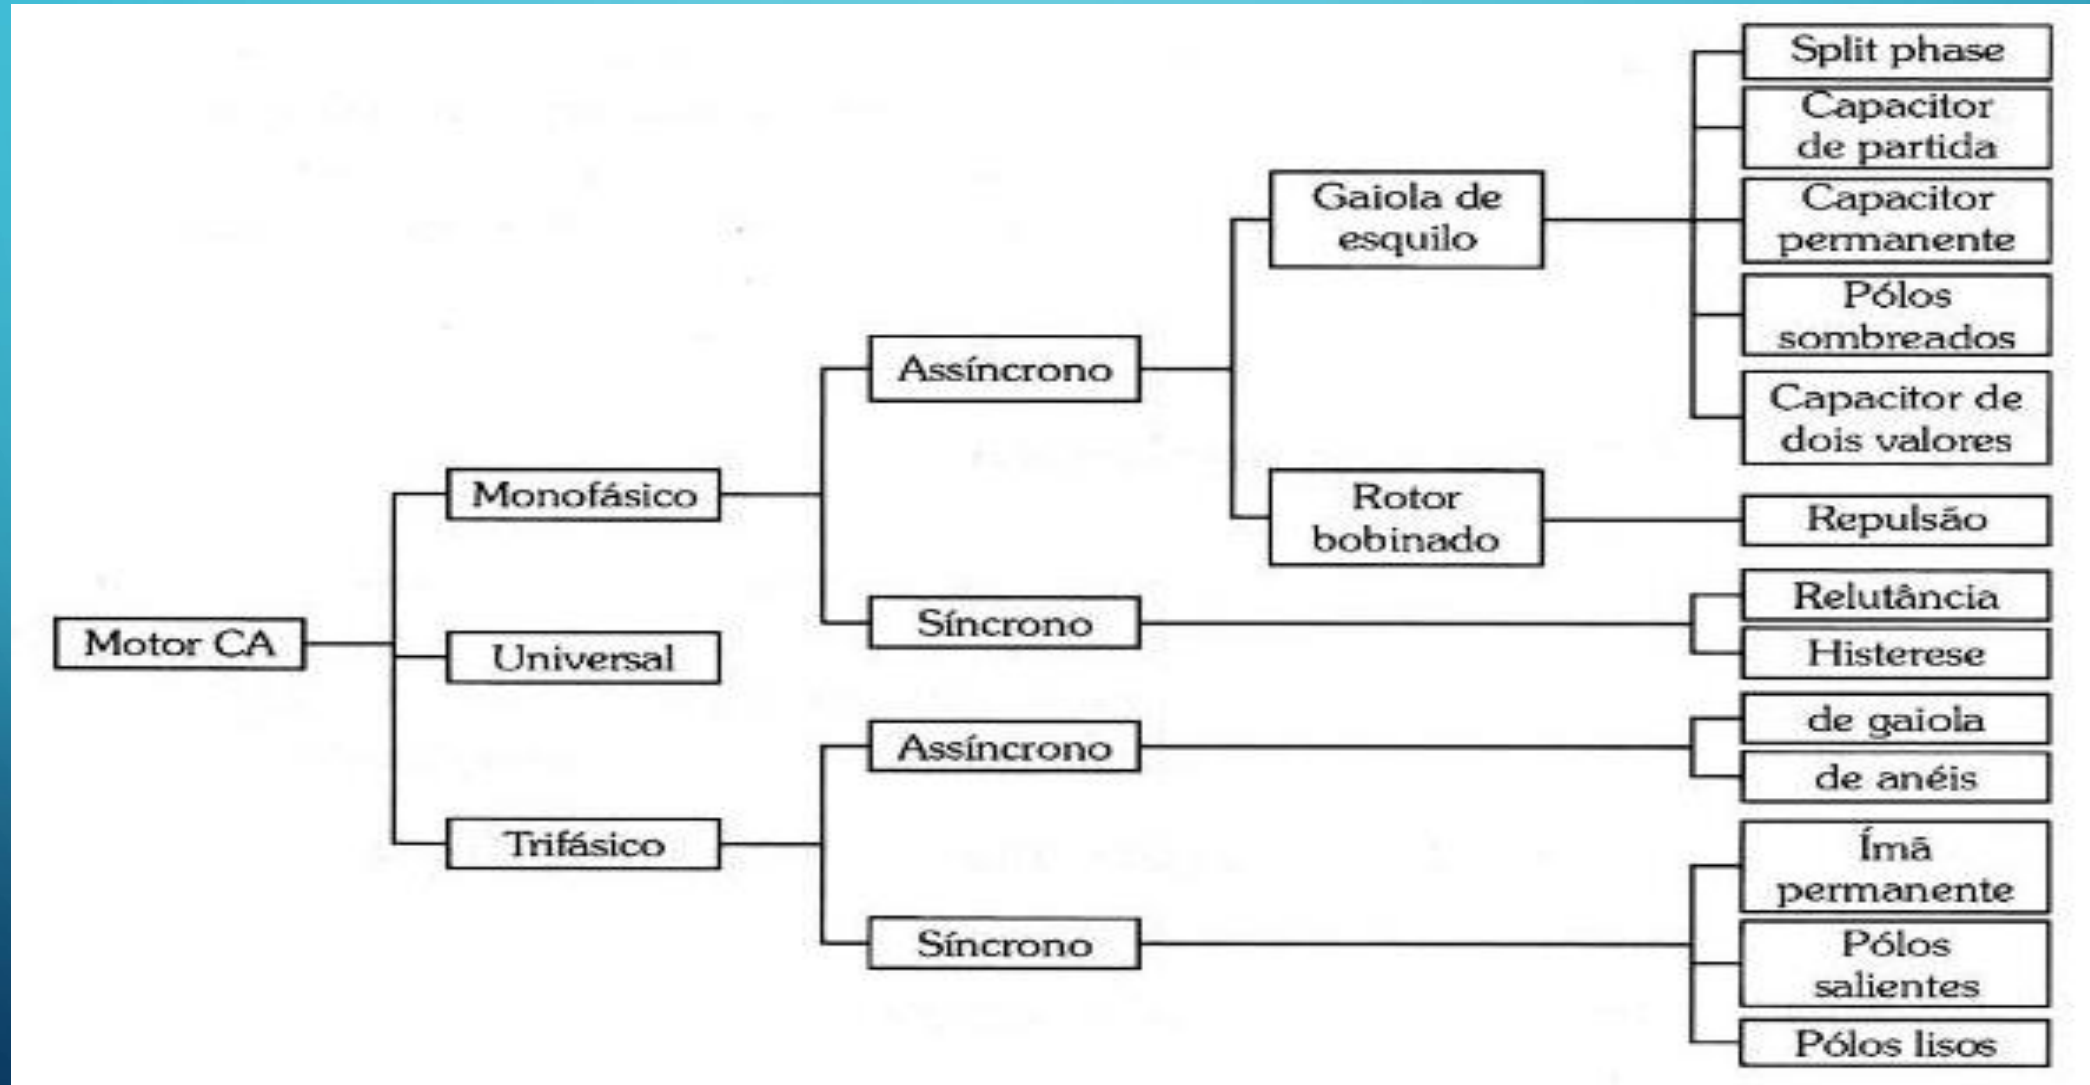 Motor CA
Monofásico
Universal
Trifásico
Assíncrono
Síncrono
Assíncrono
Síncrono
Gaiola de
esquilo
Rotor
bobinado
Split phase
Capacitor
de partida
Capacitor
permanente
Pólos
sombreados
Capacitor de
dois valores
Repulsão
Relutância
Histerese
de gaiola
de anéis
Ímã
permanente
Pólos
salientes
Pólos lisos